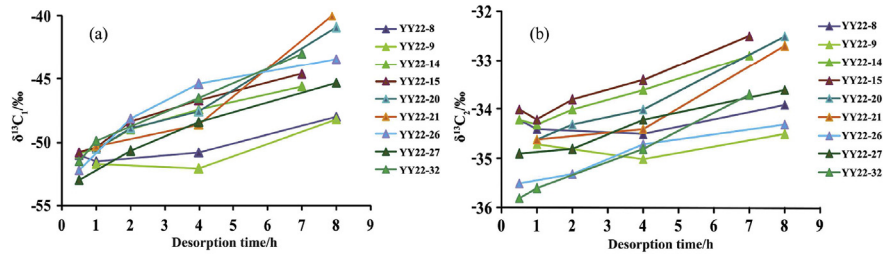 (a)
δ¹³C₁/‰
-40
-45
-50
-55
0 1 2 3 4 5 6 7 8 9
Desorption time/h
YY22-8
YY22-9
YY22-14
YY22-15
YY22-20
YY22-21
YY22-26
YY22-27
YY22-32
(b)
δ¹³C₂/‰
-32
-33
-34
-35
-36
0 1 2 3 4 5 6 7 8 9
Desorption time/h
YY22-8
YY22-9
YY22-14
YY22-15
YY22-20
YY22-21
YY22-26
YY22-27
YY22-32